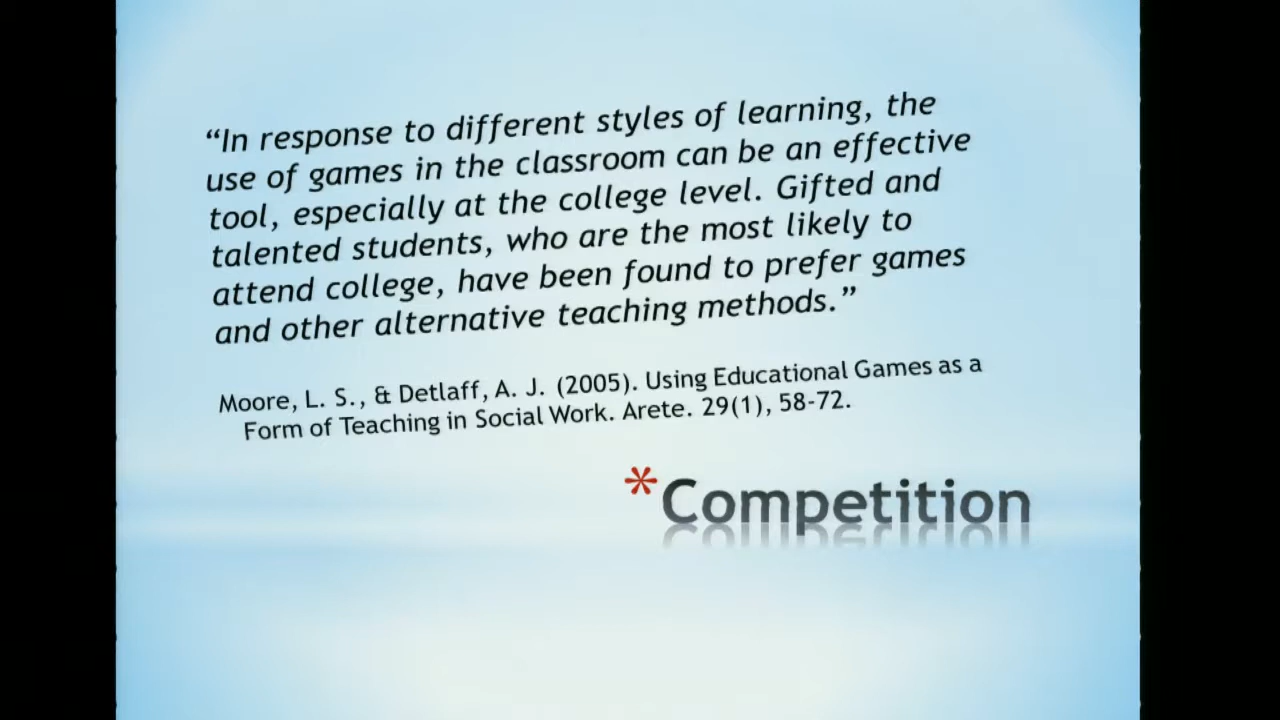 “In response to different styles of learning, the
use of games in the classroom can be an effective
tool, especially at the college level. Gifted and
talented students, who are the most likely to
attend college, have been found to prefer games
and other alternative teaching methods.”
Moore, L. S., & Detlaff, A. J. (2005). Using Educational Games as a
Form of Teaching in Social Work. Arete. 29(1), 58-72.
*Competition